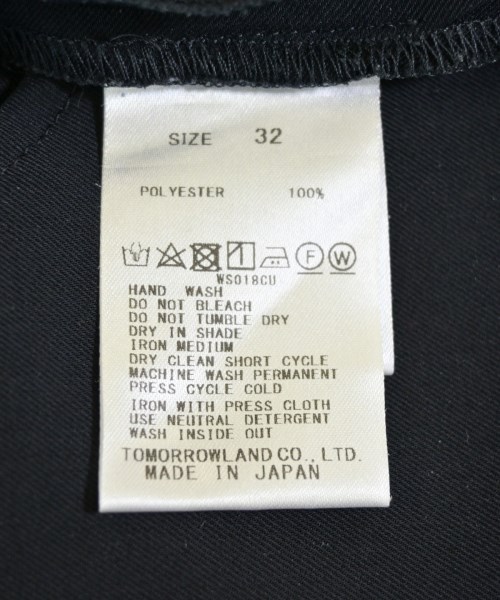 SIZE 32
POLYESTER 100%
F W
WS018CU
HAND WASH
DO NOT BLEACH
DO NOT TUMBLE DRY
DRY IN SHADE
IRON MEDIUM
DRY CLEAN SHORT CYCLE
MACHINE WASH PERMANENT
PRESS CYCLE COLD
IRON WITH PRESS CLOTH
USE NEUTRAL DETERGENT
WASH INSIDE OUT
TOMORROWLAND CO., LTD.
MADE IN JAPAN